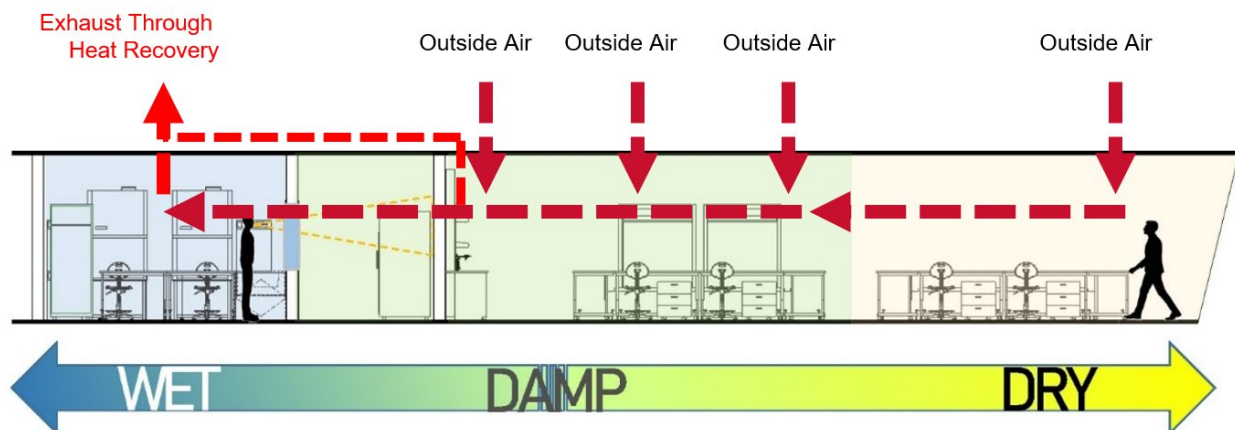 Exhaust Through
Heat Recovery
Outside Air
Outside Air
Outside Air
Outside Air
WET
DAMP
DRY